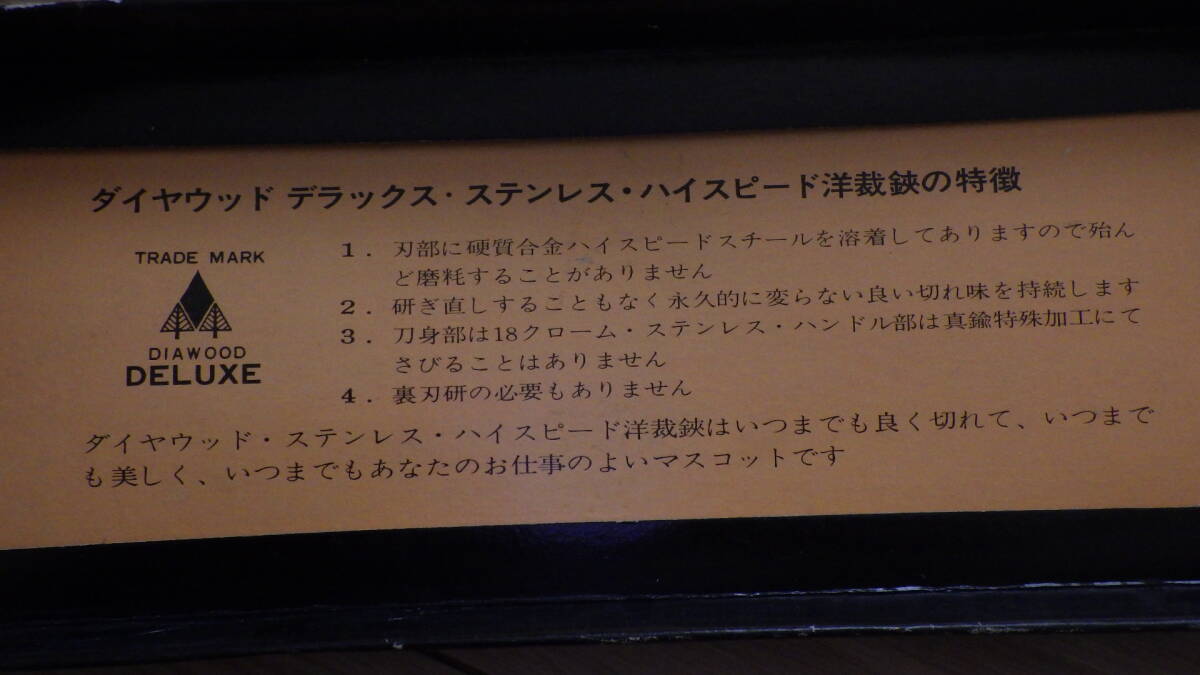 ダイヤウッド デラックス・ステンレス・ハイスピード洋裁鋏の特徴
TRADE MARK
DIAWOOD
DELUXE
1. 刃部に硬質合金ハイスピードスチールを溶着してありますので殆ん
ど磨耗することがありません
2. 研ぎ直しすることもなく永久的に変らない良い切れ味を持続します
3. 刀身部は18クローム・ステンレス・ハンドル部は真鍮特殊加工にて
さびることはありません
4. 裏刃研の必要もありません
ダイヤウッド・ステンレス・ハイスピード洋裁鋏はいつまでも良く切れて、いつまで
も美しく、いつまでもあなたのお仕事のよいマスコットです